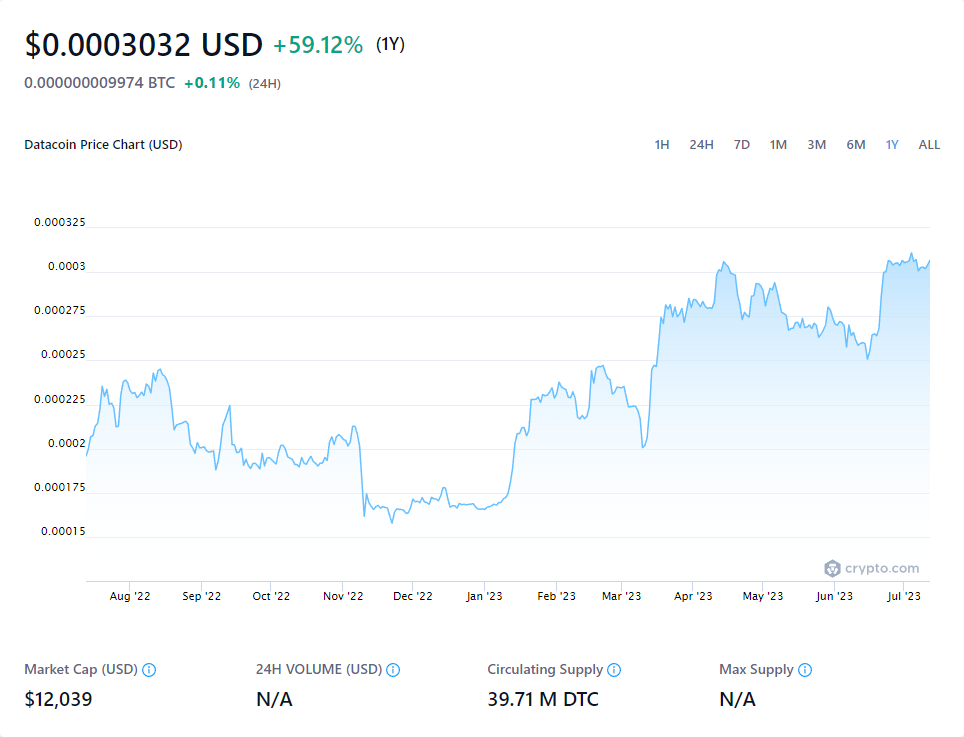 $0.0003032 USD +59.12% (1Y)
0.000000009974 BTC +0.11% (24H)
Datacoin Price Chart (USD) 1H 24H 7D 1M 3M 6M 1Y ALL
0.000325
0.0003
0.000275
0.00025
0.000225
0.0002
0.000175
0.00015
crypto.com
Aug '22 Sep '22 Oct '22 Nov '22 Dec '22 Jan '23 Feb '23 Mar '23 Apr '23 May '23 Jun '23 Jul '23
Market Cap (USD) 24H VOLUME (USD) Circulating Supply Max Supply
$12,039 N/A 39.71 M DTC N/A